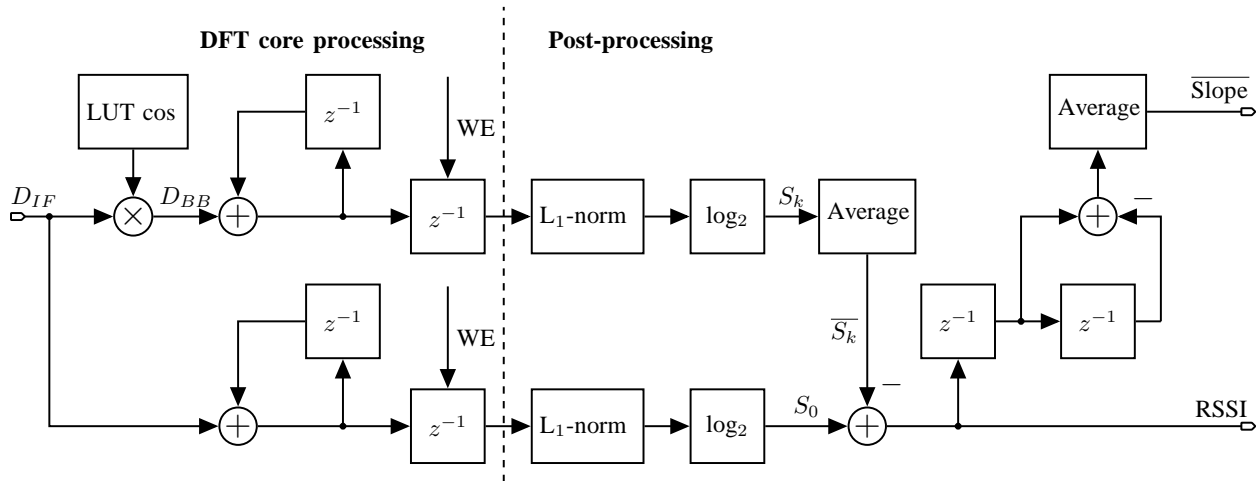 DFT core processing
Post-processing
LUT cos
z⁻¹
WE
Average
Slope
D_IF
D_BB
×
+
z⁻¹
L₁-norm
log₂
S_k
Average
+
−
z⁻¹
WE
S_k
z⁻¹
z⁻¹
+
z⁻¹
L₁-norm
log₂
S₀
+
−
RSSI